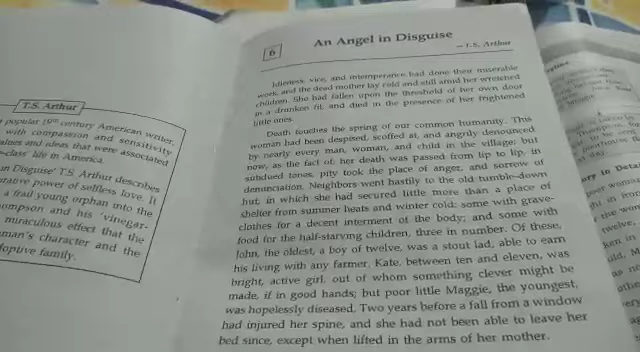 T.S. Arthur
popular 19th century American writer,
with compassion and sensitivity
values and ideas that were associated
-class' life in America.
in Disguise' T.S. Arthur describes
power of selfless love. It
a frail young orphan into the
ompson and his 'vinegar-
miraculous effect that the
man's character and the
doptive family.
6
An Angel in Disguise
– T.S. Arthur
Idleness, vice, and intemperance had done their miserable
work, and the dead mother lay cold and still amid her wretched
children. She had fallen upon the threshold of her own door
in a drunken fit, and died in the presence of her frightened
little ones.
Death touches the spring of our common humanity. This
woman had been despised, scoffed at, and angrily denounced
by nearly every man, woman, and child in the village; but
now, as the fact of her death was passed from lip to lip, in
subdued tones, pity took the place of anger, and sorrow of
denunciation. Neighbors went hastily to the old tumble-down
hut, in which she had secured little more than a place of
shelter from summer heats and winter cold: some with grave-
clothes for a decent interment of the body; and some with
food for the half-starving children, three in number. Of these,
John, the oldest, a boy of twelve, was a stout lad, able to earn
his living with any farmer. Kate, between ten and eleven, was
bright, active girl, out of whom something clever might be
made, if in good hands; but poor little Maggie, the youngest,
was hopelessly diseased. Two years before a fall from a window
had injured her spine, and she had not been able to leave her
bed since, except when lifted in the arms of her mother.